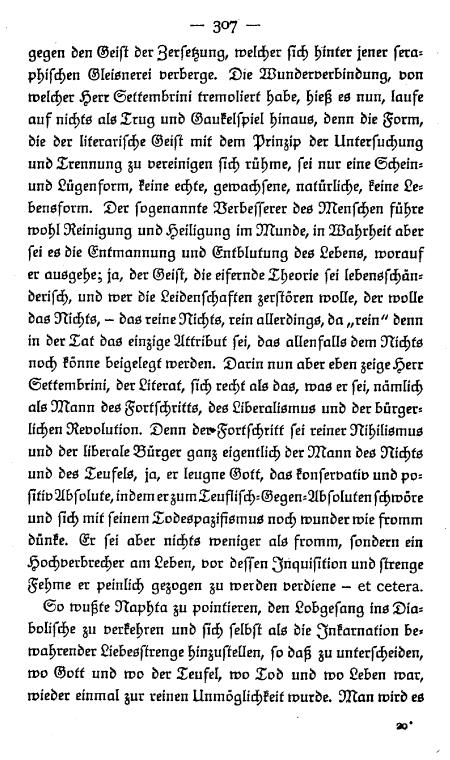 — 307 —
gegen den Geist der Zersetzung, welcher sich hinter jener sera-
phischen Gleisnerei verberge. Die Wunderverbindung, von
welcher Herr Settembrini tremoliert habe, hieß es nun, laufe
auf nichts als Trug und Gaukelspiel hinaus, denn die Form,
die der literarische Geist mit dem Prinzip der Untersuchung
und Trennung zu vereinigen sich rühme, sei nur eine Schein-
und Lügenform, keine echte, gewachsene, natürliche, keine Le-
bensform. Der sogenannte Verbesserer des Menschen führe
wohl Reinigung und Heiligung im Munde, in Wahrheit aber
sei es die Entmannung und Entblutung des Lebens, worauf
er ausgehe; ja, der Geist, die eifernde Theorie sei lebensschän-
derisch, und wer die Leidenschaften zerstören wolle, der wolle
das Nichts, – das reine Nichts, rein allerdings, da „rein“ denn
in der Tat das einzige Attribut sei, das allenfalls dem Nichts
noch könne beigelegt werden. Darin nun aber eben zeige Herr
Settembrini, der Literat, sich recht als das, was er sei, nämlich
als Mann des Fortschritts, des Liberalismus und der bürger-
lichen Revolution. Denn der Fortschritt sei reiner Nihilismus
und der liberale Bürger ganz eigentlich der Mann des Nichts
und des Teufels, ja, er leugne Gott, das konservativ und po-
sitiv Absolute, indem er zum Teuflisch-Gegen-Absoluten schwöre
und sich mit seinem Todespazifismus noch wunder wie fromm
dünke. Er sei aber nichts weniger als fromm, sondern ein
Hochverbrecher am Leben, vor dessen Inquisition und strenge
Fehme er peinlich gezogen zu werden verdiene – et cetera.
So wußte Naphta zu pointieren, den Lobgesang ins Dia-
bolische zu verkehren und sich selbst als die Inkarnation be-
wahrender Liebesstrenge hinzustellen, so daß zu unterscheiden,
wo Gott und wo der Teufel, wo Tod und wo Leben war,
wieder einmal zur reinen Unmöglichkeit wurde. Man wird es
20*